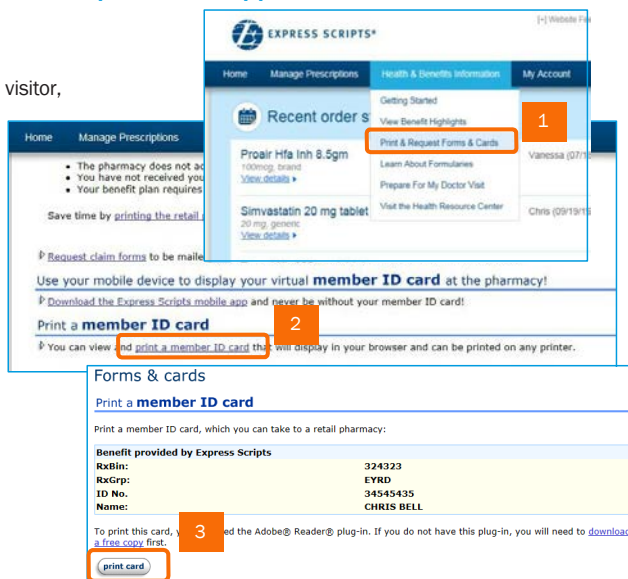 EXPRESS SCRIPTS®
[+] Website
Home Manage Prescriptions Health & Benefits Information My Account
visitor,
Recent order s
Getting Started
View Benefit Highlights
Print & Request Forms & Cards
Learn About Formularies
Prepare For My Doctor Visit
Visit the Health Resource Center
1
Proair Hfa Inh 8.5gm
100mcg, brand
View details
Vanessa (07/1
Simvastatin 20 mg tablet
20 mg, generic
View details
Chris (09/19/1
Home Manage Prescriptions
• The pharmacy does not ac
• You have not received you
• Your benefit plan requires
Save time by printing the retail
Request claim forms to be maile
Use your mobile device to display your virtual member ID card at the pharmacy!
Download the Express Scripts mobile app and never be without your member ID card!
Print a member ID card
2
You can view and print a member ID card that will display in your browser and can be printed on any printer.
Forms & cards
Print a member ID card
Print a member ID card, which you can take to a retail pharmacy:
Benefit provided by Express Scripts
RxBin: 324323
RxGrp: EYRD
ID No. 34545435
Name: CHRIS BELL
To print this card, y ed the Adobe® Reader® plug-in. If you do not have this plug-in, you will need to download
a free copy first.
3
print card